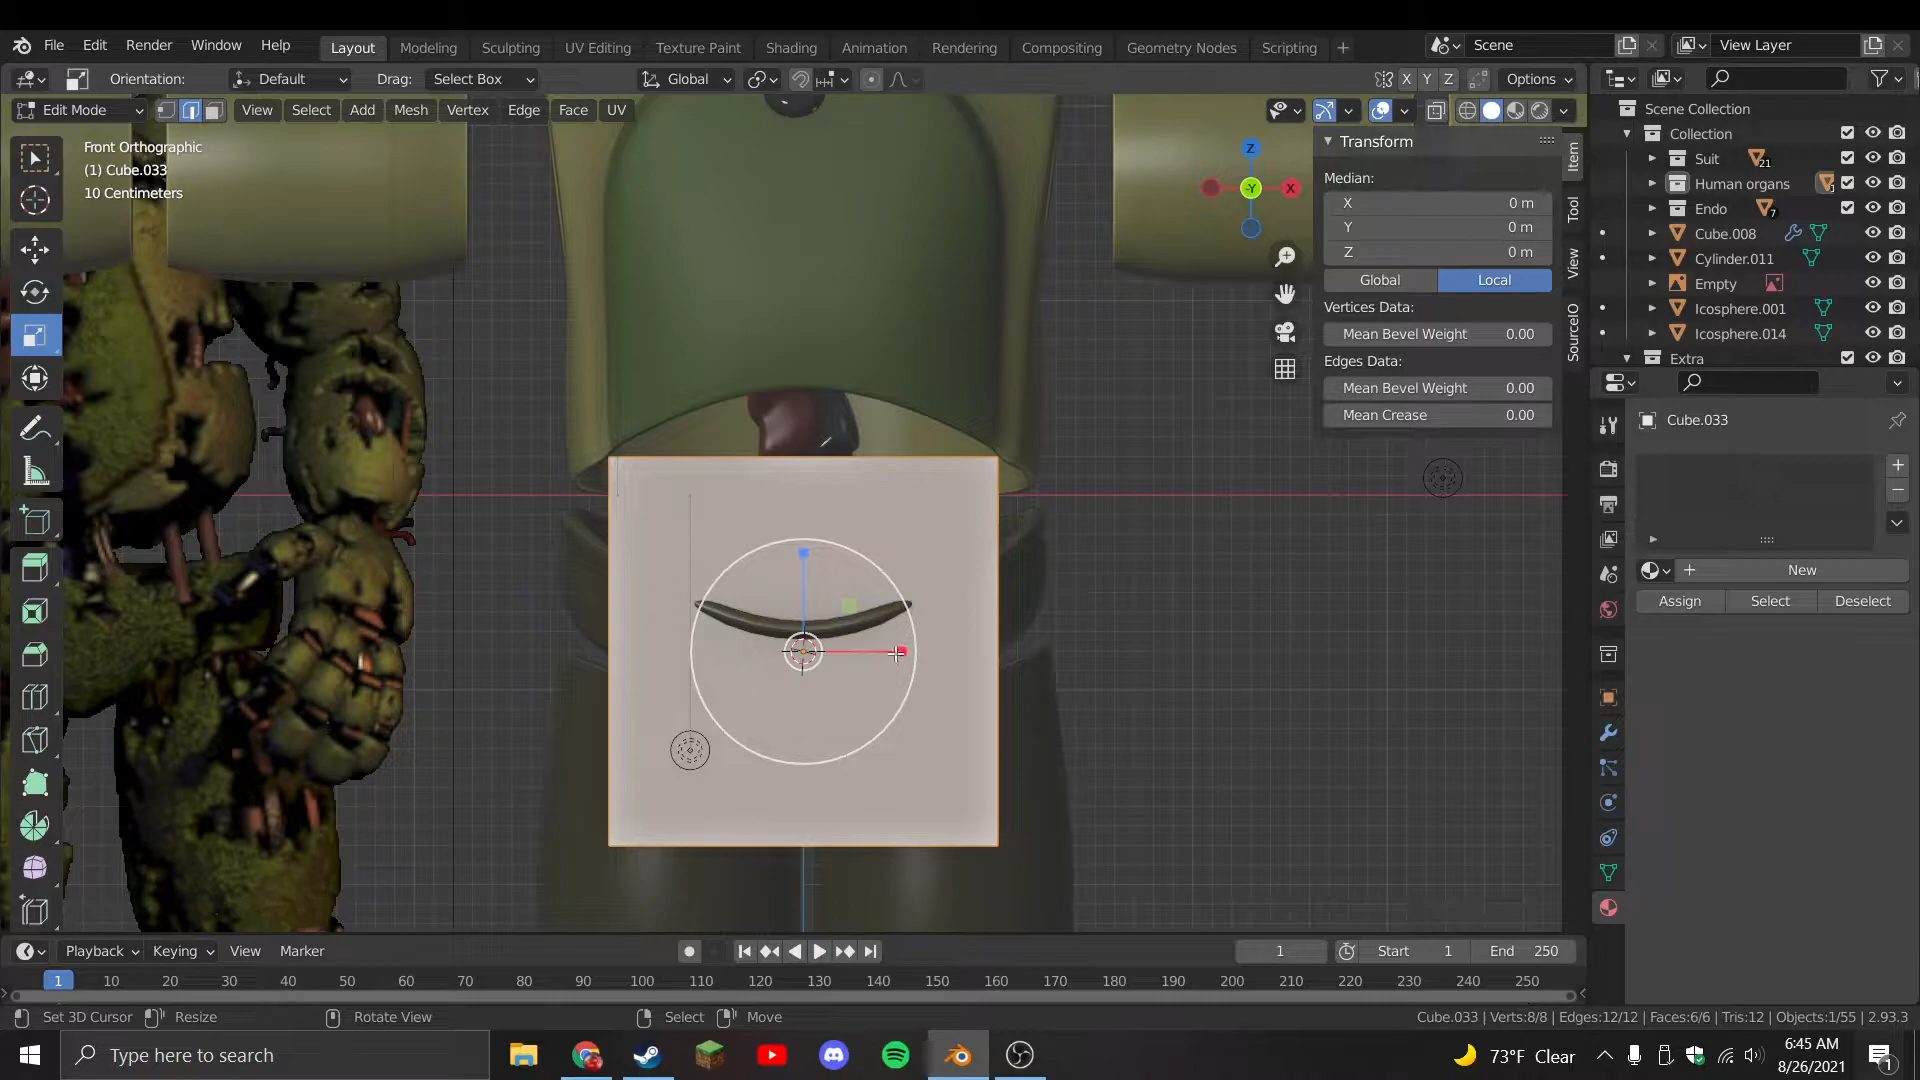 File Edit Render Window Help Layout Modeling Sculpting UV Editing Texture Paint Shading Animation Rendering Compositing Geometry Nodes Scripting + Scene View Layer
Orientation: Default Drag: Select Box Global X Y Z Options
Edit Mode View Select Add Mesh Vertex Edge Face UV
Front Orthographic
(1) Cube.033
10 Centimeters
Z
-Y
X
Transform
Median:
X 0 m
Y 0 m
Z 0 m
Global Local
Vertices Data:
Mean Bevel Weight 0.00
Edges Data:
Mean Bevel Weight 0.00
Mean Crease 0.00
Item
Tool
View
SourceIO
Scene Collection
Collection
Suit 21
Human organs
Endo 7
Cube.008
Cylinder.011
Empty
Icosphere.001
Icosphere.014
Extra
Cube.033
New
Assign Select Deselect
Playback Keying View Marker 1 Start 1 End 250
1 10 20 30 40 50 60 70 80 90 100 110 120 130 140 150 160 170 180 190 200 210 220 230 240 250
Set 3D Cursor Resize Rotate View Select Move Cube.033 | Verts:8/8 | Edges:12/12 | Faces:6/6 | Tris:12 | Objects:1/55 | 2.93.3
Type here to search 73°F Clear 6:45 AM
8/26/2021 1